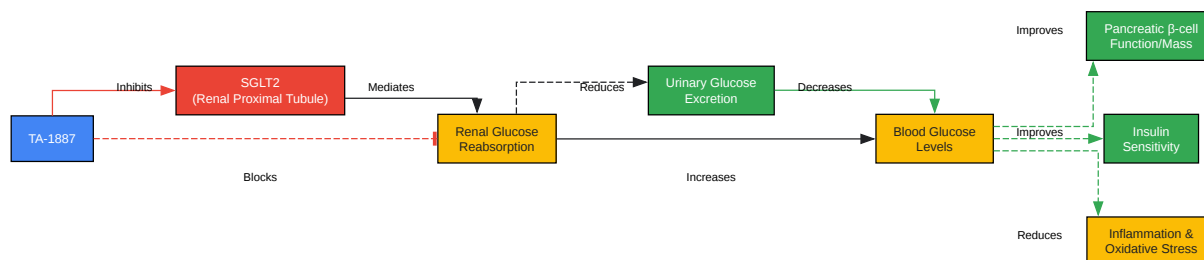 Improves
Pancreatic β-cell
Function/Mass
Inhibits
SGLT2
(Renal Proximal Tubule)
Mediates
Reduces
Urinary Glucose
Excretion
Decreases
TA-1887
Renal Glucose
Reabsorption
Blood Glucose
Levels
Improves
Insulin
Sensitivity
Blocks
Increases
Reduces
Inflammation &
Oxidative Stress